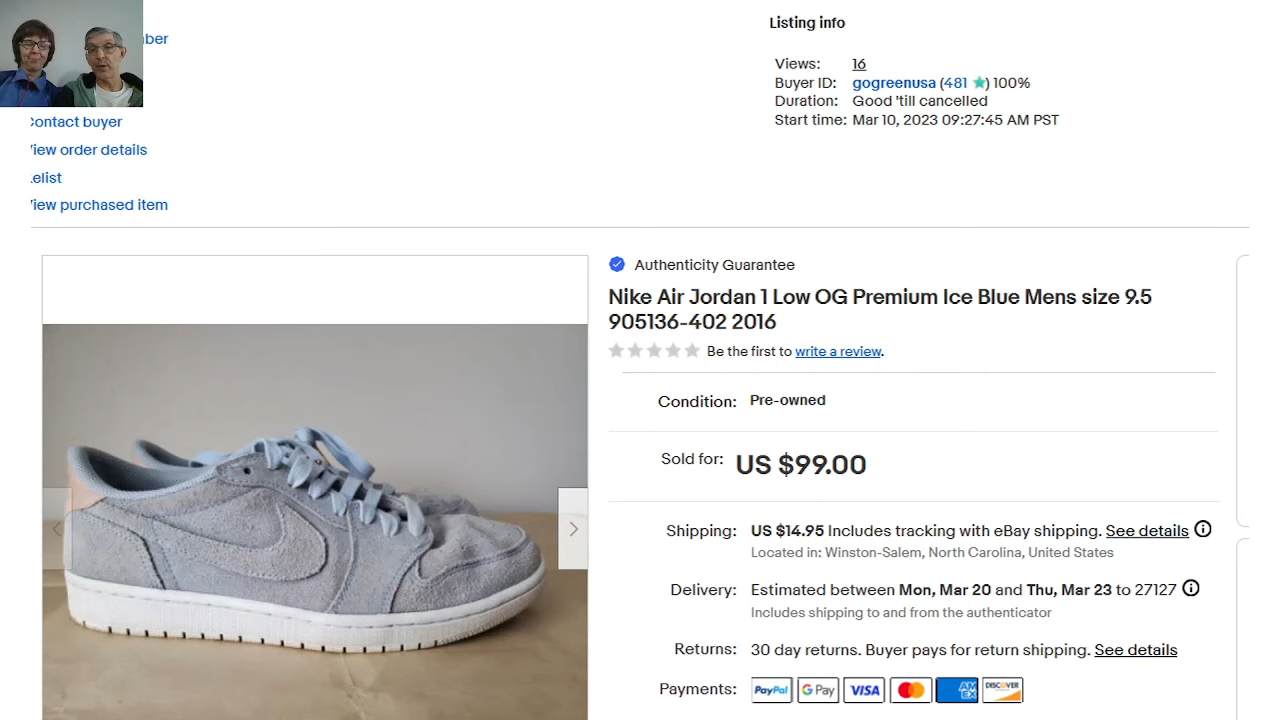 ber
Listing info
Views: 16
Buyer ID: gogreenusa (481 ) 100%
Duration: Good 'till cancelled
Start time: Mar 10, 2023 09:27:45 AM PST
ontact buyer
iew order details
elist
iew purchased item
Authenticity Guarantee
Nike Air Jordan 1 Low OG Premium Ice Blue Mens size 9.5
905136-402 2016
Be the first to write a review.
Condition: Pre-owned
Sold for: US $99.00
Shipping: US $14.95 Includes tracking with eBay shipping. See details
Located in: Winston-Salem, North Carolina, United States
Delivery: Estimated between Mon, Mar 20 and Thu, Mar 23 to 27127
Includes shipping to and from the authenticator
Returns: 30 day returns. Buyer pays for return shipping. See details
Payments: PayPal G Pay VISA AM EX DISCOVER